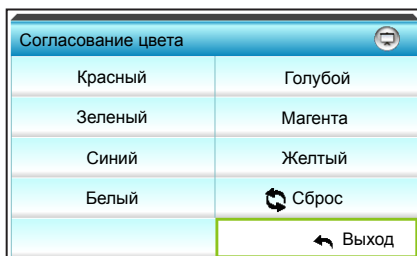 Согласование цвета
Красный Голубой
Зеленый Магента
Синий Желтый
Белый Сброс
Выход